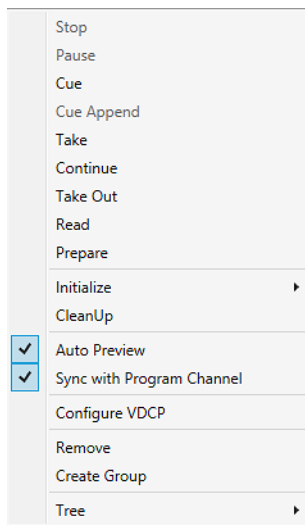 Stop
Pause
Cue
Cue Append
Take
Continue
Take Out
Read
Prepare
Initialize
CleanUp
Auto Preview
Sync with Program Channel
Configure VDCP
Remove
Create Group
Tree